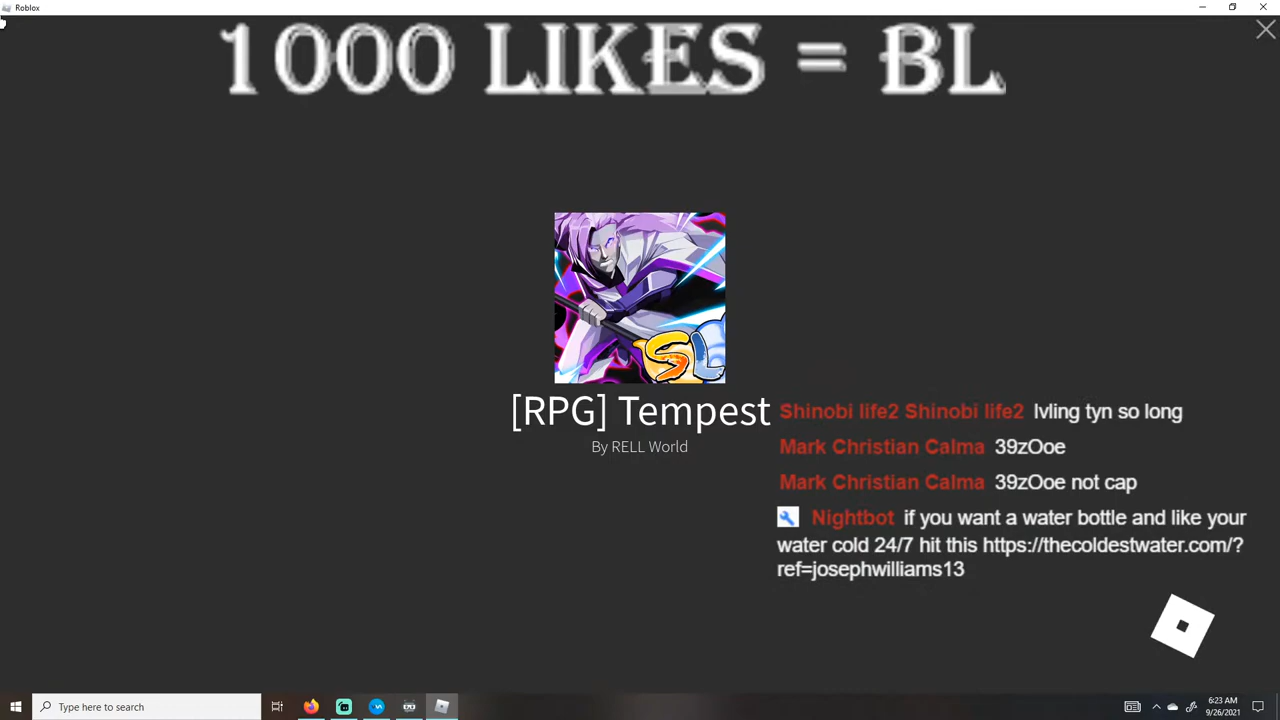 Roblox
1000 LIKES = BL
SL
[RPG] Tempest
By RELL World
Shinobi life2 Shinobi life2 lvling tyn so long
Mark Christian Calma 39zOoe
Mark Christian Calma 39zOoe not cap
Nightbot if you want a water bottle and like your
water cold 24/7 hit this https://thecoldestwater.com/?
ref=josephwilliams13
Type here to search
6:23 AM
9/26/2021